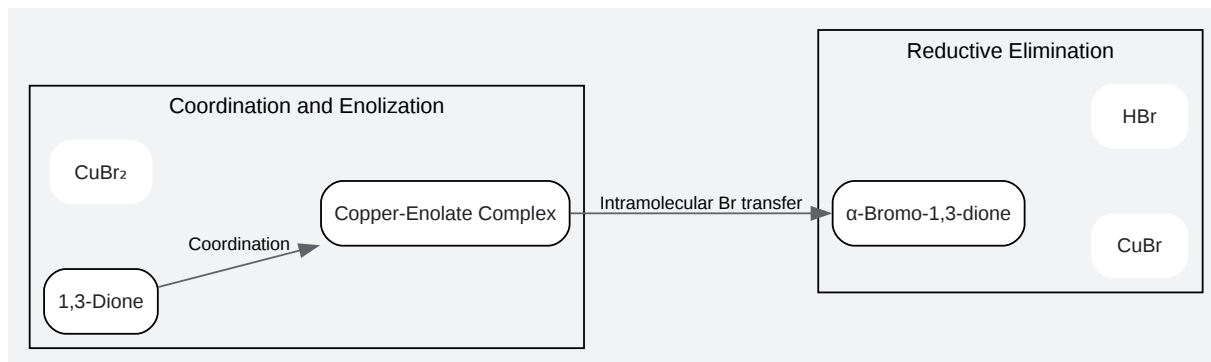 Coordination and Enolization
CuBr₂
Copper-Enolate Complex
Coordination
1,3-Dione
Intramolecular Br transfer
Reductive Elimination
HBr
α-Bromo-1,3-dione
CuBr